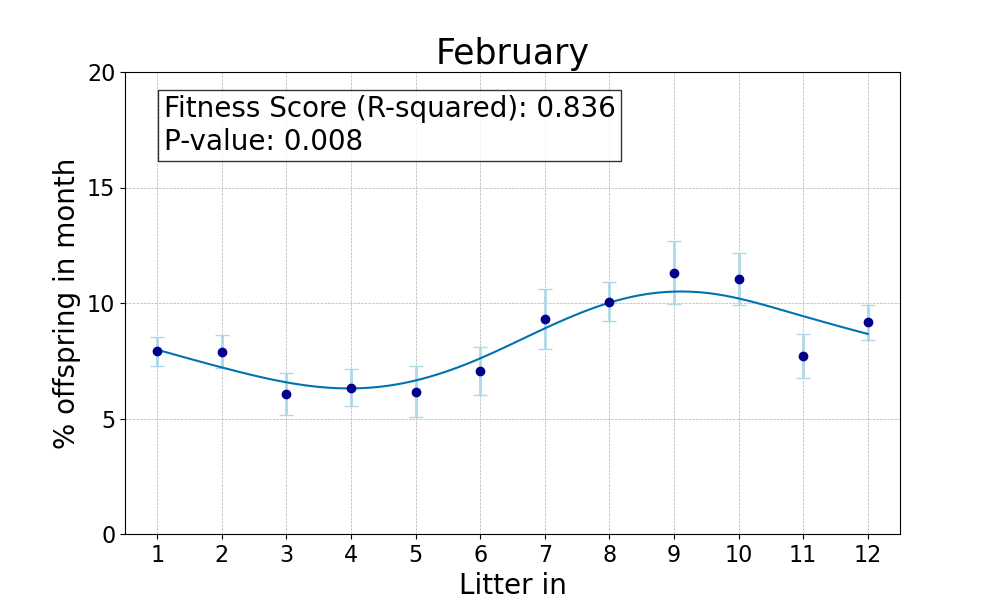 February
Fitness Score (R-squared): 0.836
P-value: 0.008
% offspring in month
20
15
10
5
0
1 2 3 4 5 6 7 8 9 10 11 12
Litter in